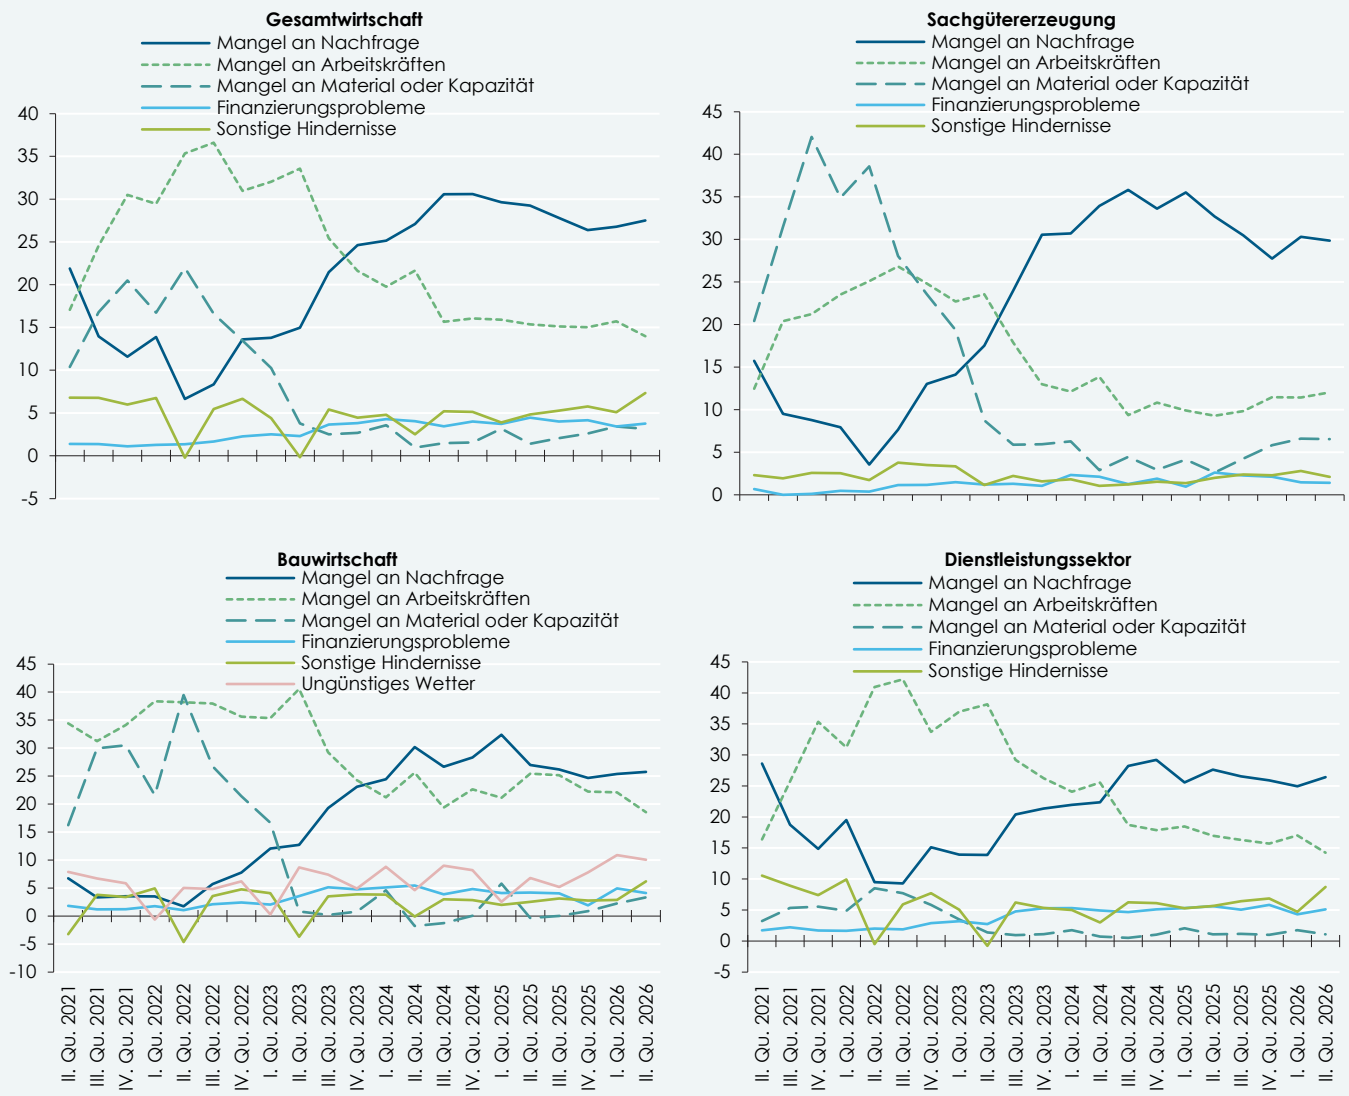 Gesamtwirtschaft
Mangel an Nachfrage
Mangel an Arbeitskräften
Mangel an Material oder Kapazität
Finanzierungsprobleme
Sonstige Hindernisse
40
35
30
25
20
15
10
5
0
-5
Sachgütererzeugung
Mangel an Nachfrage
Mangel an Arbeitskräften
Mangel an Material oder Kapazität
Finanzierungsprobleme
Sonstige Hindernisse
45
40
35
30
25
20
15
10
5
0
Bauwirtschaft
Mangel an Nachfrage
Mangel an Arbeitskräften
Mangel an Material oder Kapazität
Finanzierungsprobleme
Sonstige Hindernisse
Ungünstiges Wetter
45
40
35
30
25
20
15
10
5
0
-5
-10
II. Qu. 2021
III. Qu. 2021
IV. Qu. 2021
I. Qu. 2022
II. Qu. 2022
III. Qu. 2022
IV. Qu. 2022
I. Qu. 2023
II. Qu. 2023
III. Qu. 2023
IV. Qu. 2023
I. Qu. 2024
II. Qu. 2024
III. Qu. 2024
IV. Qu. 2024
I. Qu. 2025
II. Qu. 2025
III. Qu. 2025
IV. Qu. 2025
I. Qu. 2026
II. Qu. 2026
Dienstleistungssektor
Mangel an Nachfrage
Mangel an Arbeitskräften
Mangel an Material oder Kapazität
Finanzierungsprobleme
Sonstige Hindernisse
45
40
35
30
25
20
15
10
5
0
-5
II. Qu. 2021
III. Qu. 2021
IV. Qu. 2021
I. Qu. 2022
II. Qu. 2022
III. Qu. 2022
IV. Qu. 2022
I. Qu. 2023
II. Qu. 2023
III. Qu. 2023
IV. Qu. 2023
I. Qu. 2024
II. Qu. 2024
III. Qu. 2024
IV. Qu. 2024
I. Qu. 2025
II. Qu. 2025
III. Qu. 2025
IV. Qu. 2025
I. Qu. 2026
II. Qu. 2026